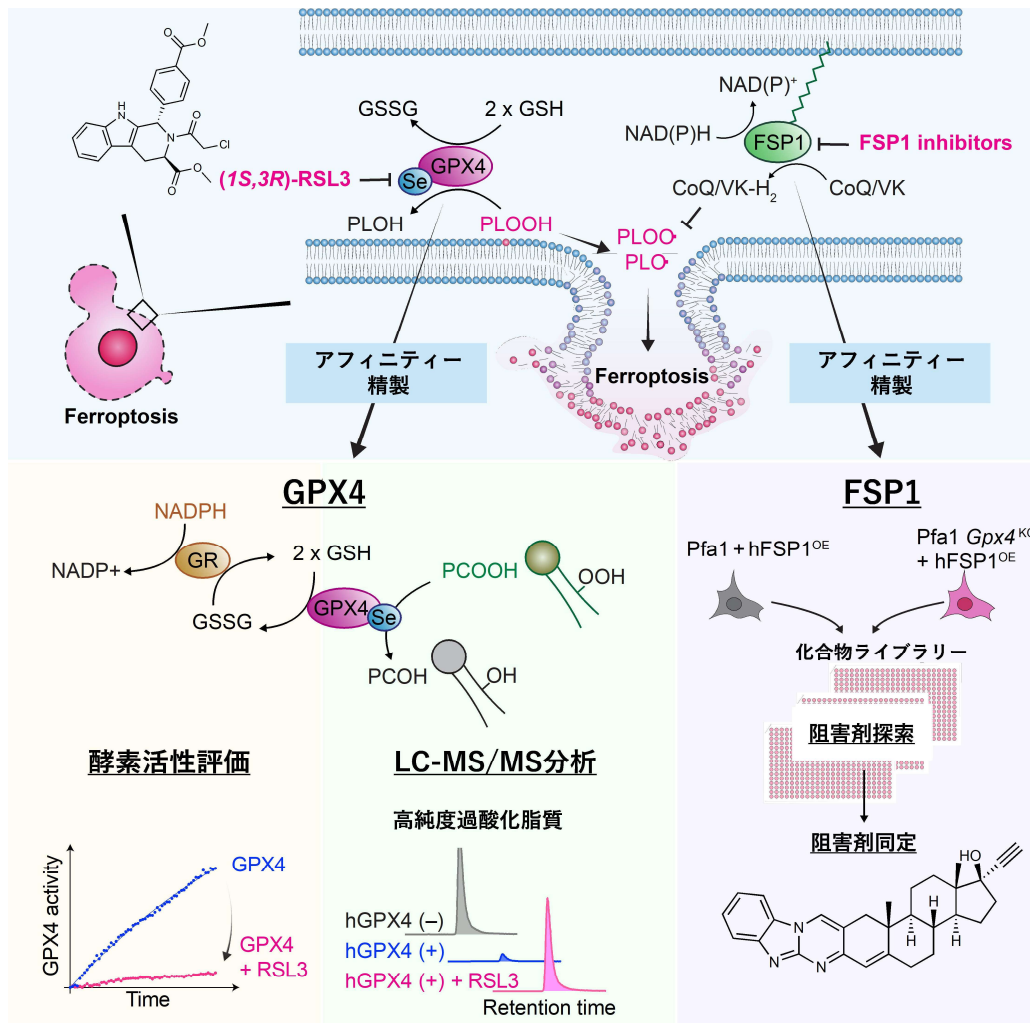 O
O
H
N
N
O
Cl
O
O
(1S,3R)-RSL3
GSSG
2 x GSH
GPX4
Se
PLOH
PLOOH
NAD(P)+
NAD(P)H
FSP1
FSP1 inhibitors
CoQ/VK-H2
CoQ/VK
PLOO•
PLO•
Ferroptosis
Ferroptosis
アフィニティー
精製
アフィニティー
精製
GPX4
NADPH
NADP+
GR
2 x GSH
GSSG
GPX4
Se
PCOOH
OOH
PCOH
OH
酵素活性評価
GPX4 activity
GPX4
GPX4
+ RSL3
Time
LC-MS/MS分析
高純度過酸化脂質
hGPX4 (–)
hGPX4 (+)
hGPX4 (+) + RSL3
Retention time
FSP1
Pfa1 + hFSP1OE
Pfa1 Gpx4KO
+ hFSP1OE
化合物ライブラリー
阻害剤探索
阻害剤同定
HO
N
N
N
H
H
H